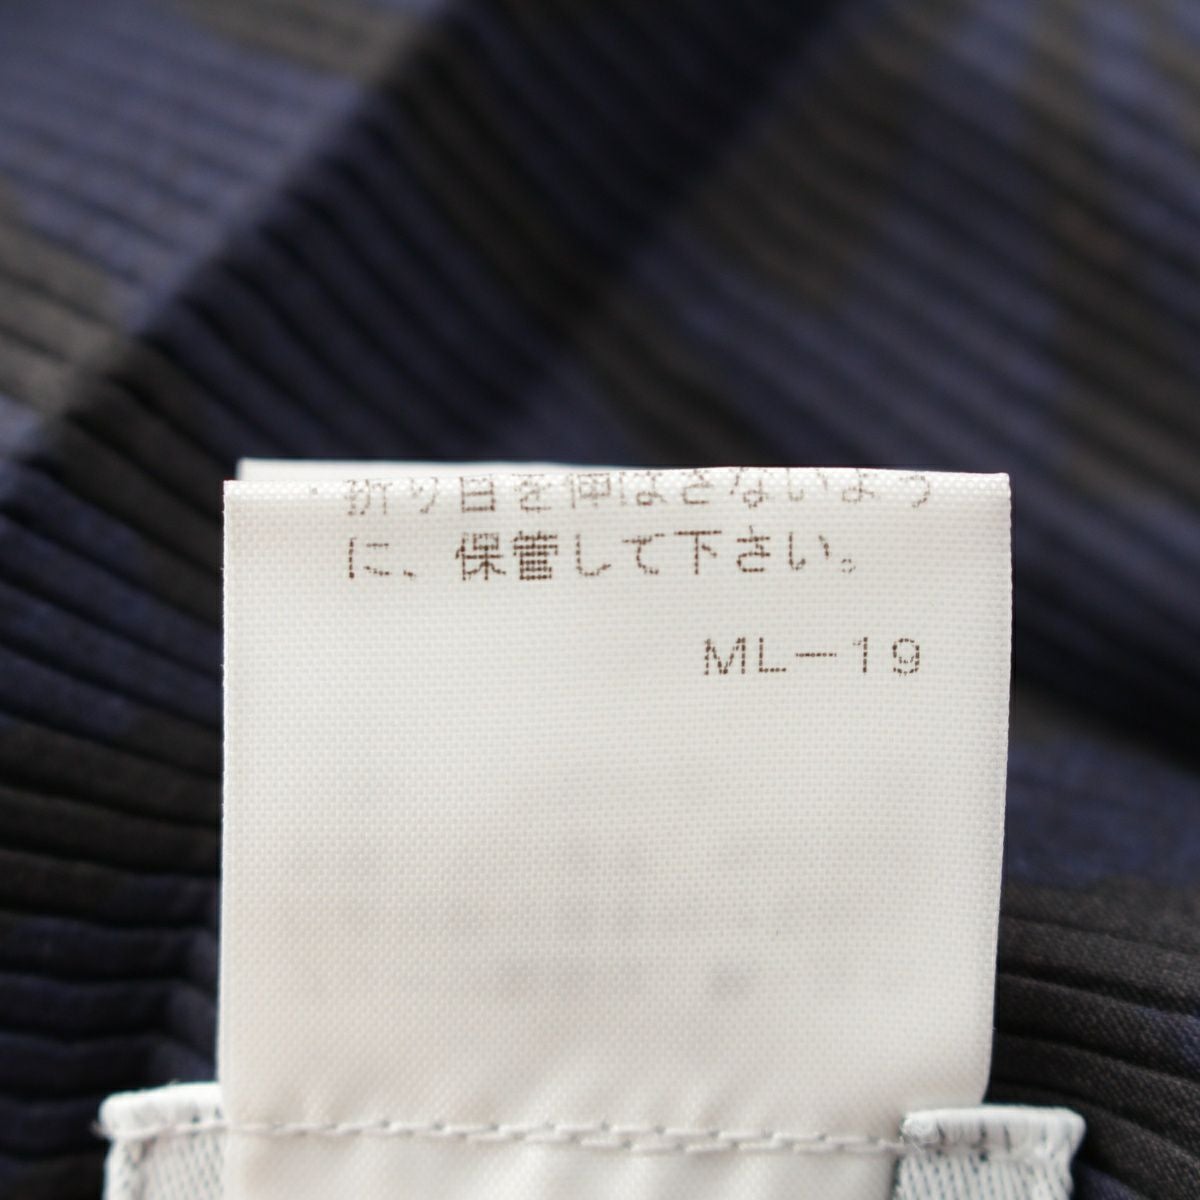 折り目を伸ばさないよう
に、保管して下さい。
ML－19